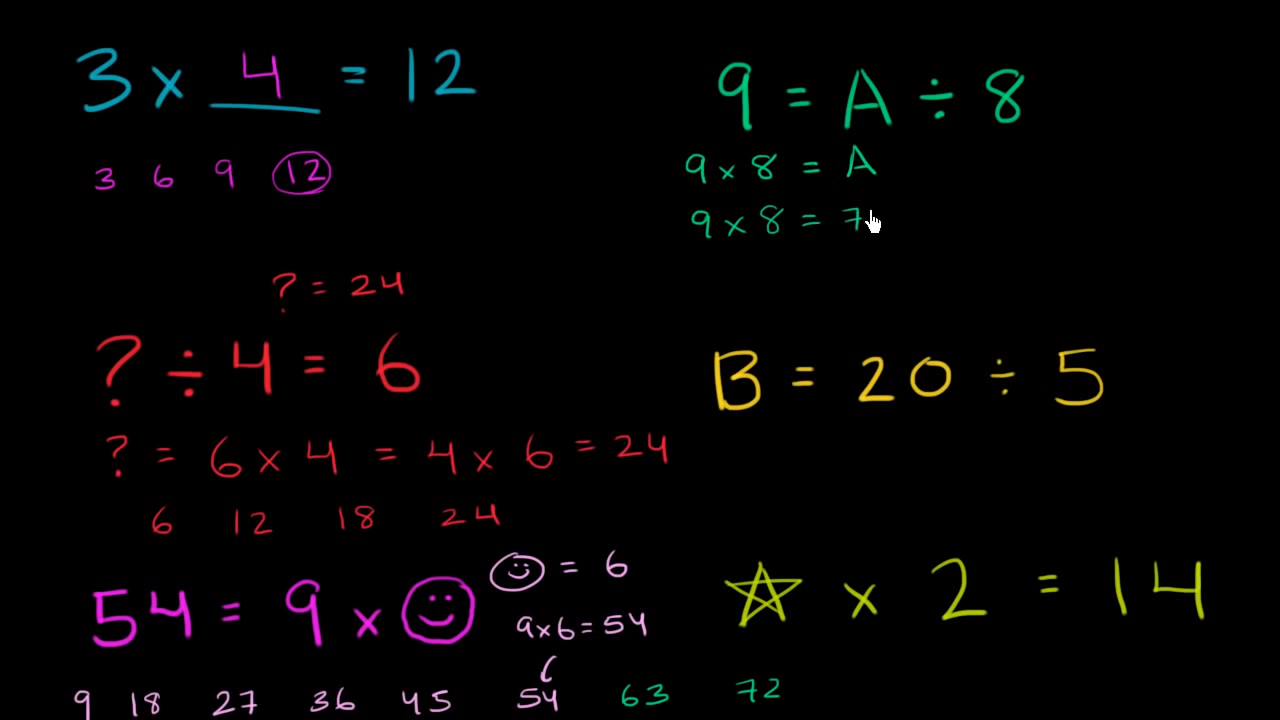 3 x 4 = 12
3 6 9 12
? = 24
? ÷ 4 = 6
? = 6 x 4 = 4 x 6 = 24
6 12 18 24
54 = 9 x ☺
☺ = 6
9x6=54
9 18 27 36 45 54 63 72
9 = A ÷ 8
9 x 8 = A
9 x 8 = 7
B = 20 ÷ 5
☆ x 2 = 14